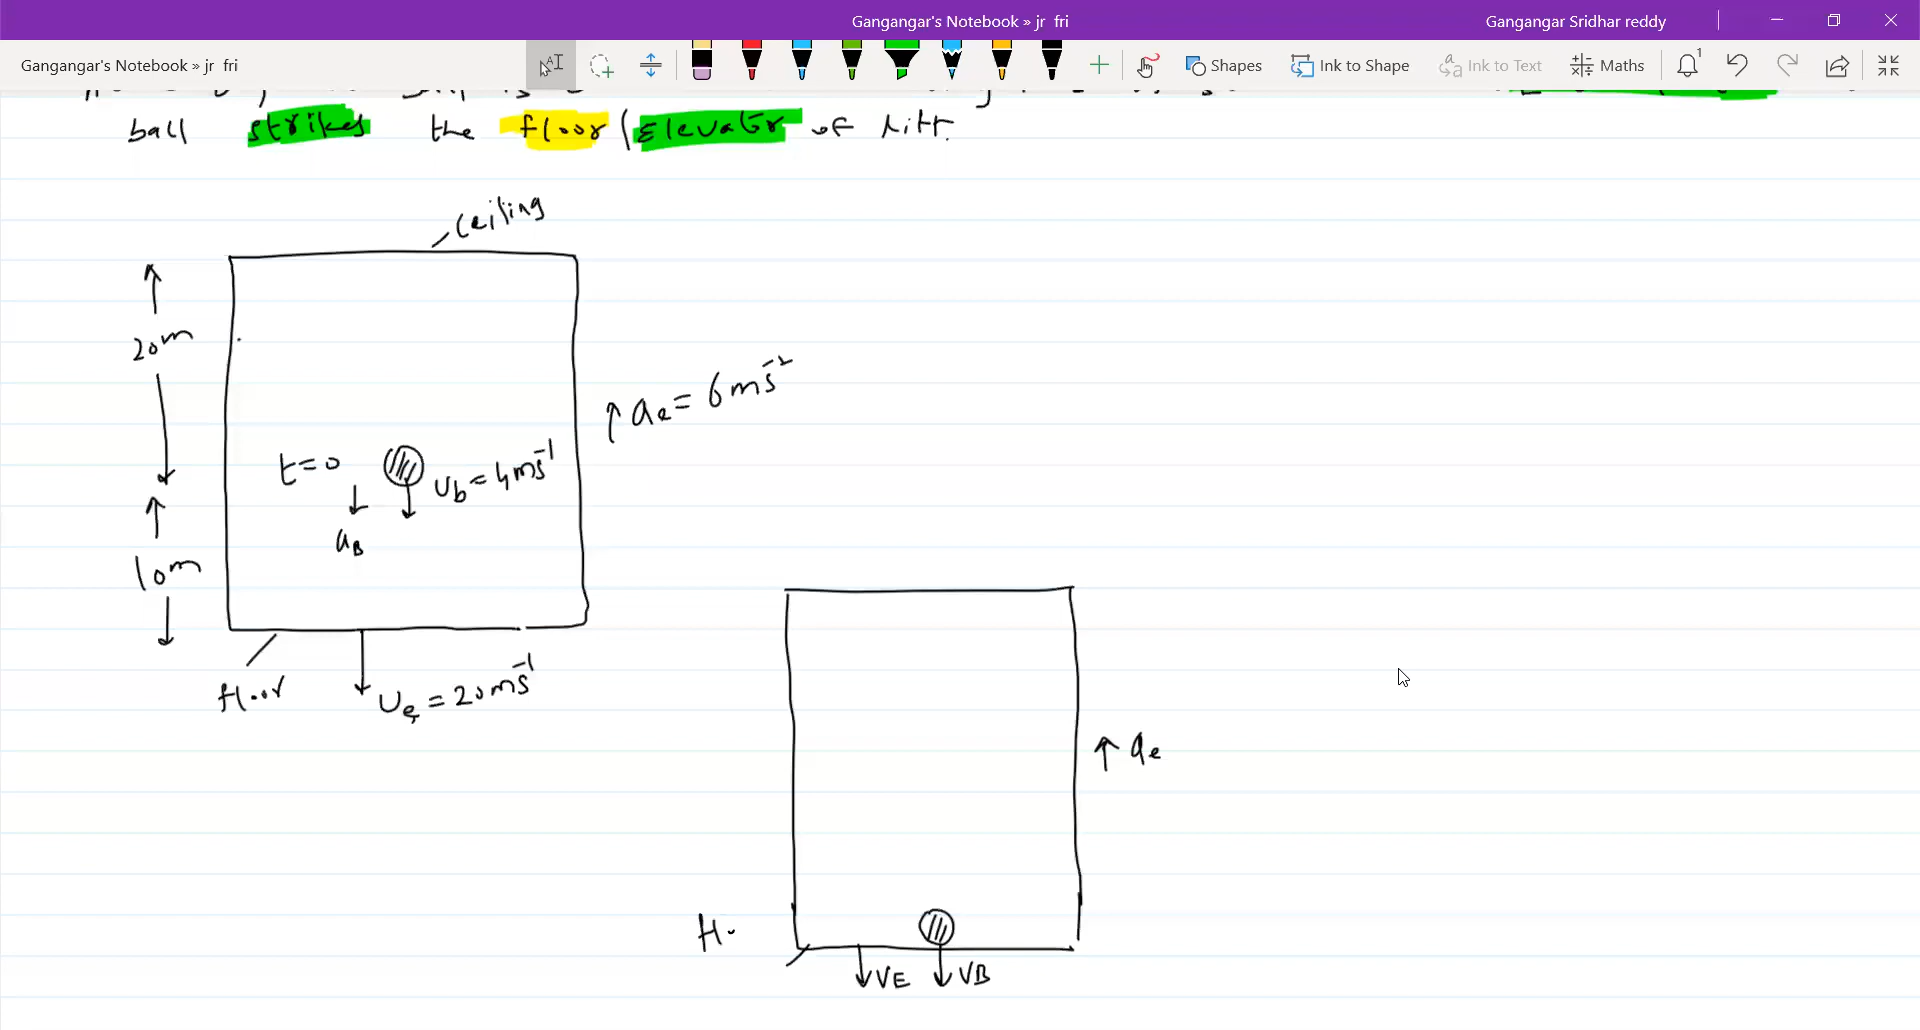 Gangangar's Notebook » jr fri
Gangangar Sridhar reddy
Gangangar's Notebook » jr fri
Shapes
Ink to Shape
Ink to Text
Maths
1
ball strikes the floor / Elevator of lift.
ceiling
20m
↑ ae = 6ms⁻²
t=0
ub = 4ms⁻¹
aB
10m
floor
ue = 20ms⁻¹
↑ ae
VE
VB